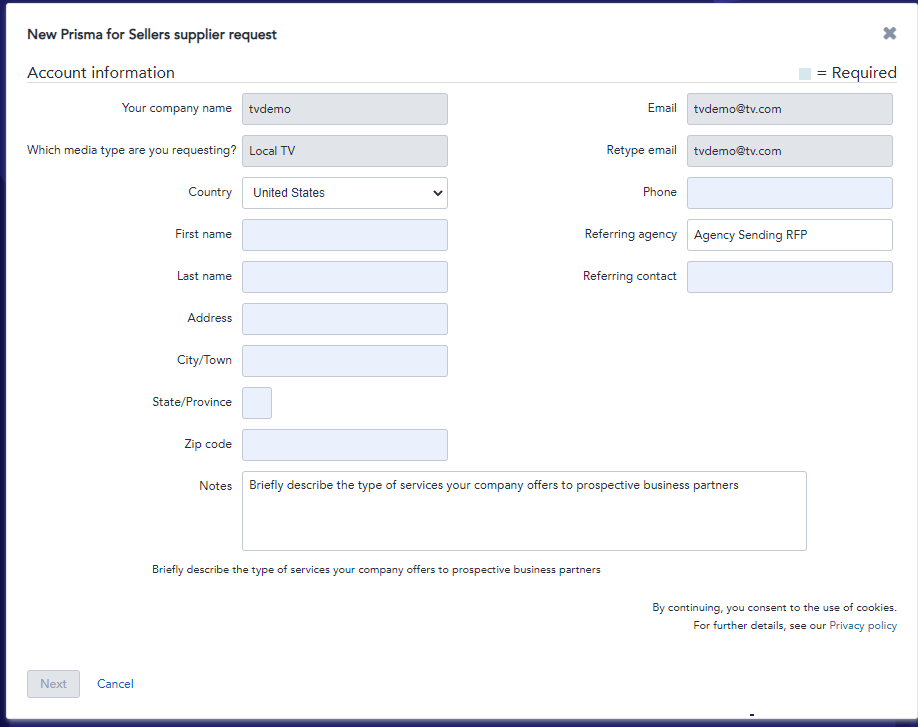 New Prisma for Sellers supplier request
✖
Account information
= Required
Your company name tvdemo
Email tvdemo@tv.com
Which media type are you requesting? Local TV
Retype email tvdemo@tv.com
Country United States
Phone
First name
Referring agency Agency Sending RFP
Last name
Referring contact
Address
City/Town
State/Province
Zip code
Notes Briefly describe the type of services your company offers to prospective business partners
Briefly describe the type of services your company offers to prospective business partners
By continuing, you consent to the use of cookies.
For further details, see our Privacy policy
Next Cancel